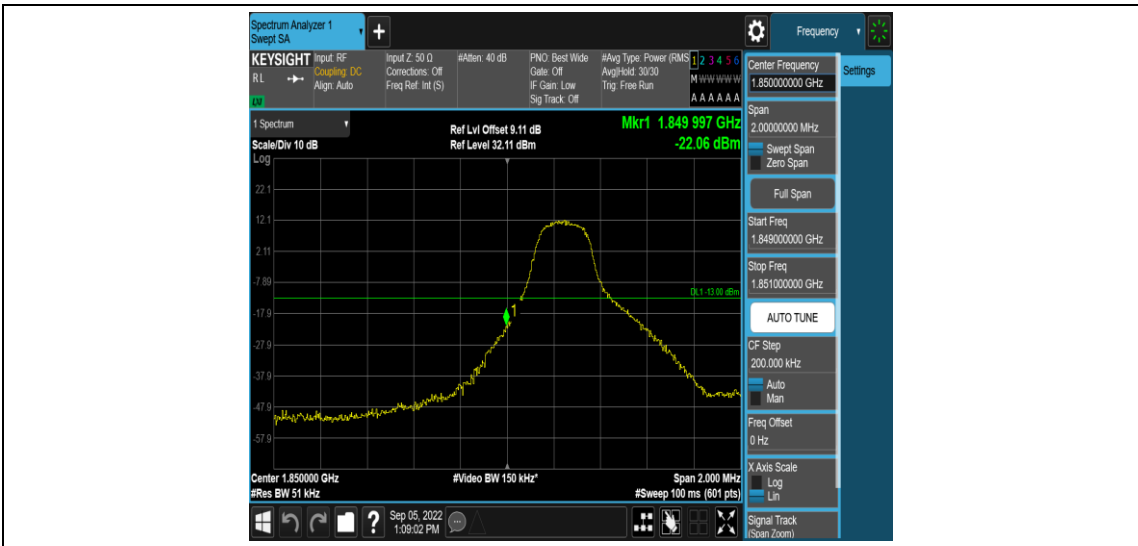 Spectrum Analyzer 1
Swept SA
+
Frequency
KEYSIGHT
RL
LXI
Input: RF
Coupling: DC
Align: Auto
Input Z: 50 Ω
Corrections: Off
Freq Ref: Int (S)
#Atten: 40 dB
PNO: Best Wide
Gate: Off
IF Gain: Low
Sig Track: Off
#Avg Type: Power (RMS
Avg|Hold: 30/30
Trig: Free Run
1 2 3 4 5 6
M W W W W W
A A A A A A
1 Spectrum
Scale/Div 10 dB
Log
Ref Lvl Offset 9.11 dB
Ref Level 32.11 dBm
Mkr1 1.849 997 GHz
-22.06 dBm
22.1
12.1
2.11
-7.89
DL1 -13.00 dBm
1
-17.9
-27.9
-37.9
-47.9
-57.9
Center 1.850000 GHz
#Res BW 51 kHz
#Video BW 150 kHz*
Span 2.000 MHz
#Sweep 100 ms (601 pts)
?
Sep 05, 2022
1:09:02 PM
Center Frequency
1.850000000 GHz
Settings
Span
2.00000000 MHz
Swept Span
Zero Span
Full Span
Start Freq
1.849000000 GHz
Stop Freq
1.851000000 GHz
AUTO TUNE
CF Step
200.000 kHz
Auto
Man
Freq Offset
0 Hz
X Axis Scale
Log
Lin
Signal Track
(Span Zoom)